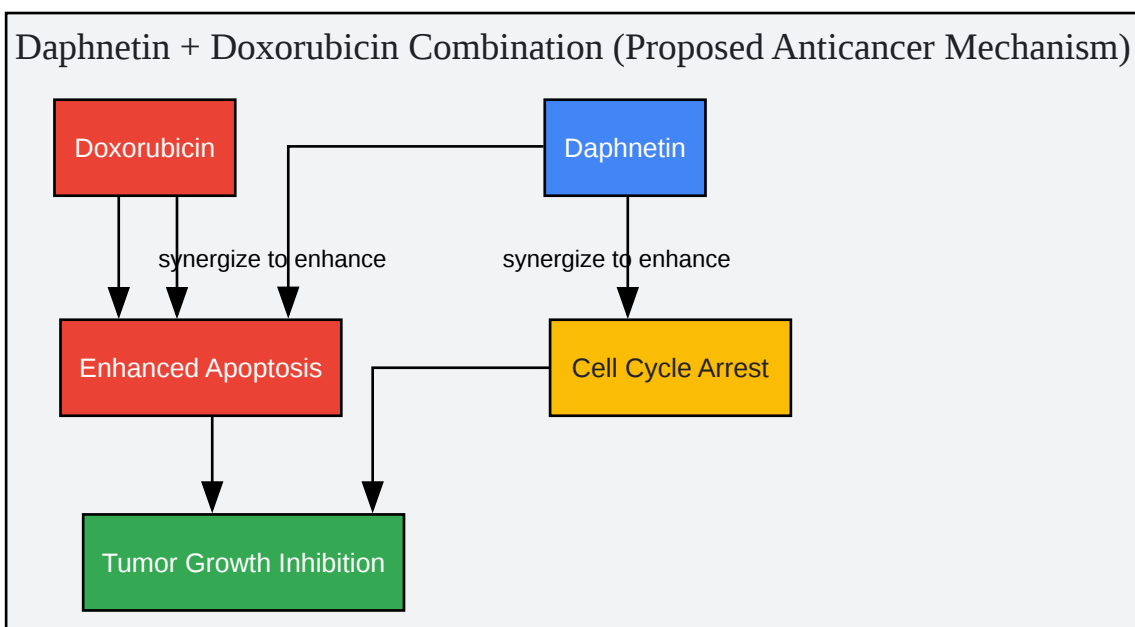 Daphnetin + Doxorubicin Combination (Proposed Anticancer Mechanism)
Doxorubicin
Daphnetin
synergize to enhance
synergize to enhance
Enhanced Apoptosis
Cell Cycle Arrest
Tumor Growth Inhibition